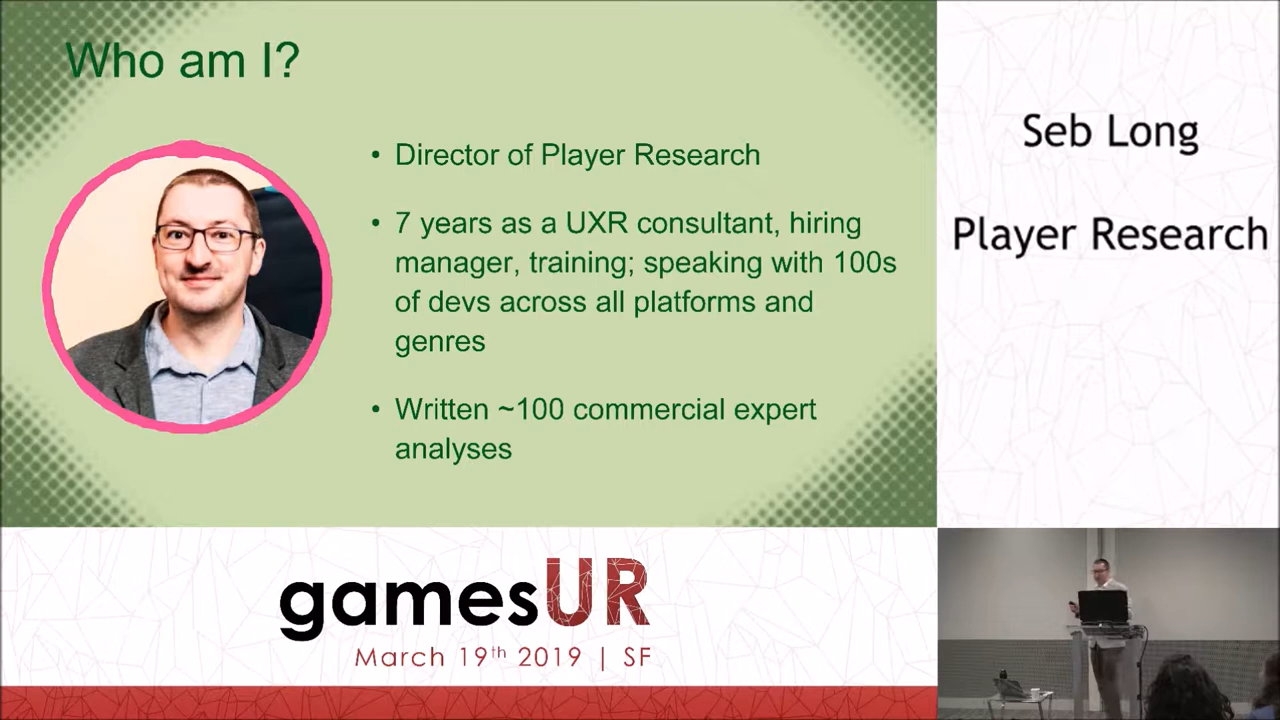 Who am I?
• Director of Player Research
• 7 years as a UXR consultant, hiring
manager, training; speaking with 100s
of devs across all platforms and
genres
• Written ~100 commercial expert
analyses
Seb Long
Player Research
gamesUR
March 19th 2019 | SF